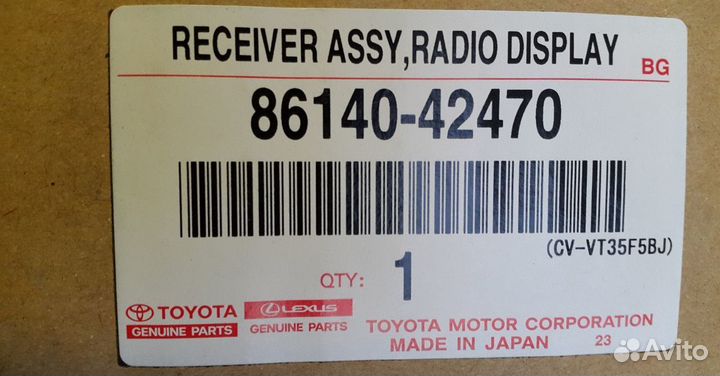 RECEIVER ASSY,RADIO DISPLAY
BG
86140-42470
(CV-VT35F5BJ)
QTY: 1
TOYOTA LEXUS
GENUINE PARTS GENUINE PARTS
TOYOTA MOTOR CORPORATION
MADE IN JAPAN 23
Avito